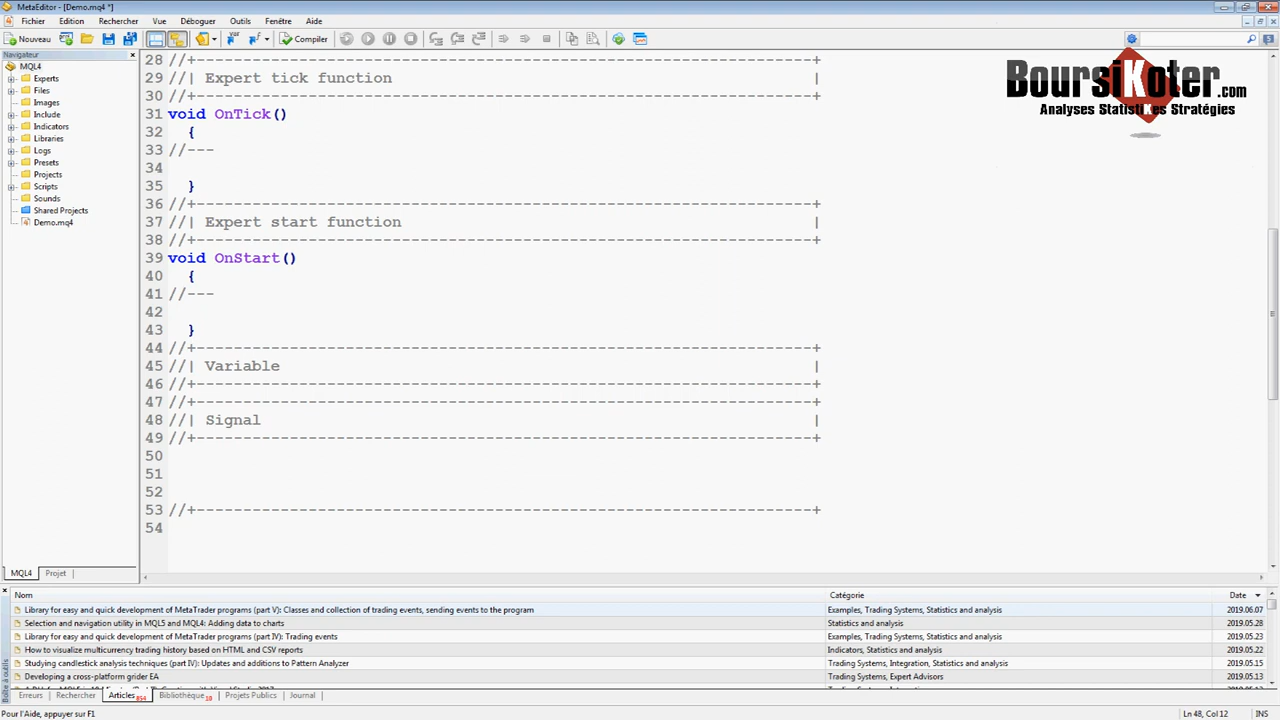 MetaEditor - [Demo.mq4 *]
Fichier Edition Rechercher Vue Déboguer Outils Fenêtre Aide
Nouveau Compiler
Navigateur
MQL4
Experts
Files
Images
Include
Indicators
Libraries
Logs
Presets
Projects
Scripts
Sounds
Shared Projects
Demo.mq4
MQL4 Projet
28 //+------------------------------------------------------------------+
29 //| Expert tick function                                             |
30 //+------------------------------------------------------------------+
31 void OnTick()
32   {
33 //---
34
35   }
36 //+------------------------------------------------------------------+
37 //| Expert start function                                            |
38 //+------------------------------------------------------------------+
39 void OnStart()
40   {
41 //---
42
43   }
44 //+------------------------------------------------------------------+
45 //| Variable                                                         |
46 //+------------------------------------------------------------------+
47 //+------------------------------------------------------------------+
48 //| Signal                                                           |
49 //+------------------------------------------------------------------+
50
51
52
53 //+------------------------------------------------------------------+
54
BoursiKoter.com
Analyses Statistikes Stratégies
Nom Catégorie Date
Library for easy and quick development of MetaTrader programs (part V): Classes and collection of trading events, sending events to the program Examples, Trading Systems, Statistics and analysis 2019.06.07
Selection and navigation utility in MQL5 and MQL4: Adding data to charts Statistics and analysis 2019.05.28
Library for easy and quick development of MetaTrader programs (part IV): Trading events Examples, Trading Systems, Statistics and analysis 2019.05.23
How to visualize multicurrency trading history based on HTML and CSV reports Indicators, Statistics and analysis 2019.05.22
Studying candlestick analysis techniques (part IV): Updates and additions to Pattern Analyzer Trading Systems, Integration, Statistics and analysis 2019.05.15
Developing a cross-platform grider EA Trading Systems, Expert Advisors 2019.05.13
Boîte à outils
Erreurs Rechercher Articles Bibliothèque Projets Publics Journal
Pour l'Aide, appuyer sur F1 Ln 48, Col 12 INS